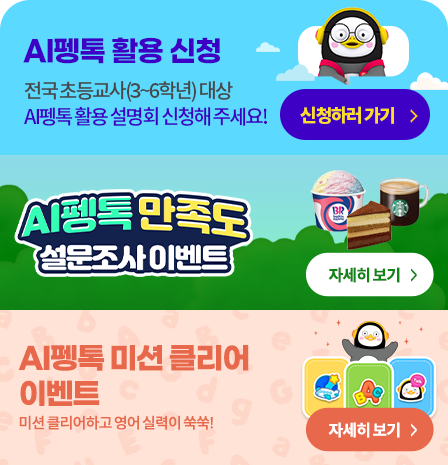 AI펭톡 활용 신청
전국 초등교사(3~6학년) 대상
AI펭톡 활용 설명회 신청해 주세요!
신청하러 가기
AI펭톡 만족도
설문조사 이벤트
BR
자세히 보기
AI펭톡 미션 클리어
이벤트
미션 클리어하고 영어 실력이 쑥쑥!
자세히 보기